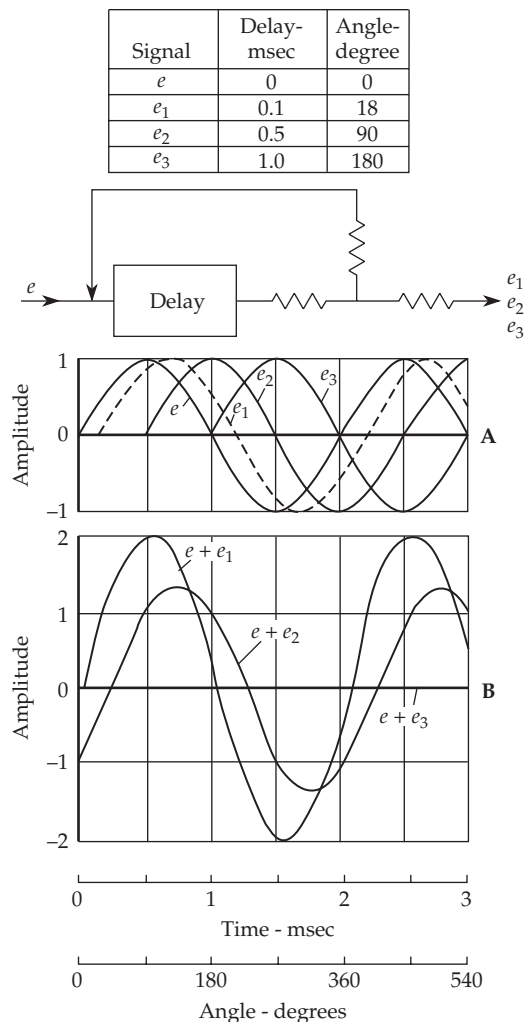 Signal Delay-msec Angle-degree
e 0 0
e1 0.1 18
e2 0.5 90
e3 1.0 180
e Delay e1
e2
e3
Amplitude
1
0
−1
e e1 e2 e3
A
Amplitude
2
1
0
−1
−2
e + e1
e + e2
e + e3
B
0 1 2 3
Time - msec
0 180 360 540
Angle - degrees